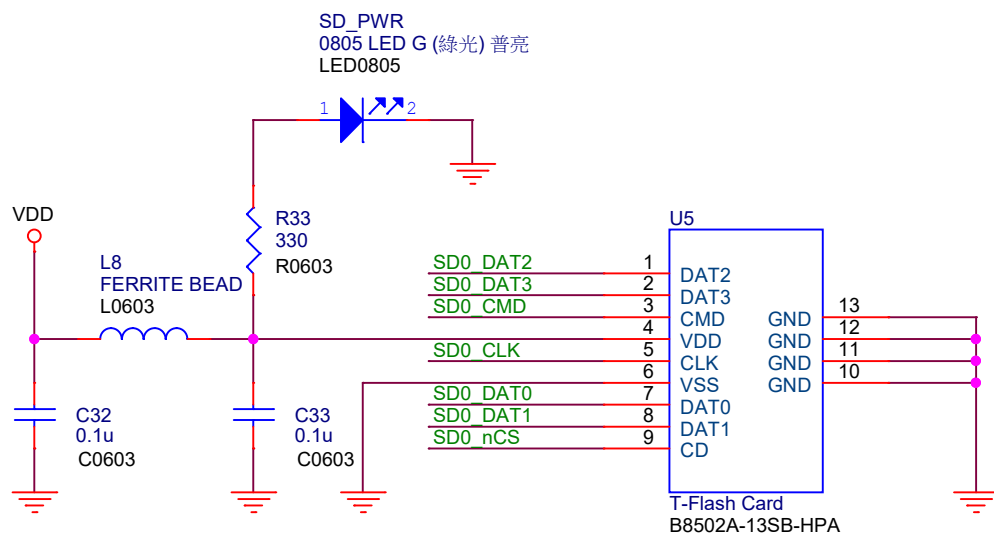 SD_PWR
0805 LED G (綠光) 普亮
LED0805
1
2
VDD
R33
330
R0603
L8
FERRITE BEAD
L0603
C32
0.1u
C0603
C33
0.1u
C0603
U5
SD0_DAT2 1 DAT2
SD0_DAT3 2 DAT3
SD0_CMD 3 CMD GND 13
4 VDD GND 12
SD0_CLK 5 CLK GND 11
6 VSS GND 10
SD0_DAT0 7 DAT0
SD0_DAT1 8 DAT1
SD0_nCS 9 CD
T-Flash Card
B8502A-13SB-HPA